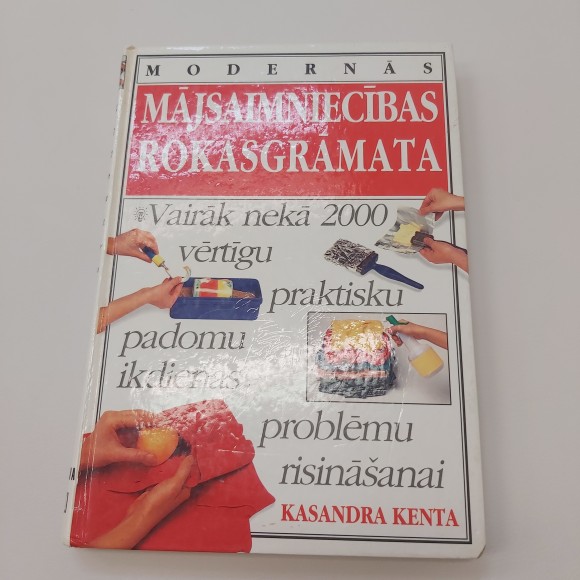 MODERNĀS
MĀJSAIMNIECĪBAS
ROKASGRĀMATA
Vairāk nekā 2000
vērtīgu
praktisku
padomu
ikdienas
problēmu
risināšanai
KASANDRA KENTA